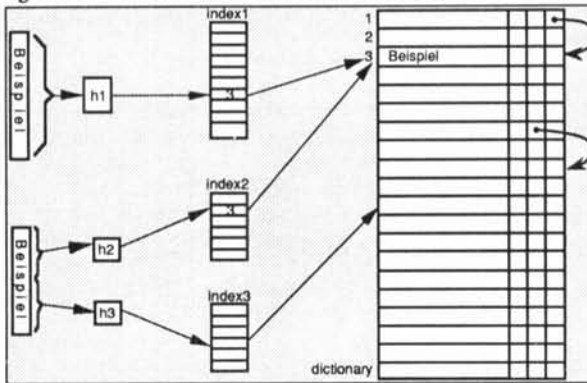 index1
1
2
3 Beispiel
Beispiel
h1
3
index2
3
Beispiel
h2
h3
index3
dictionary